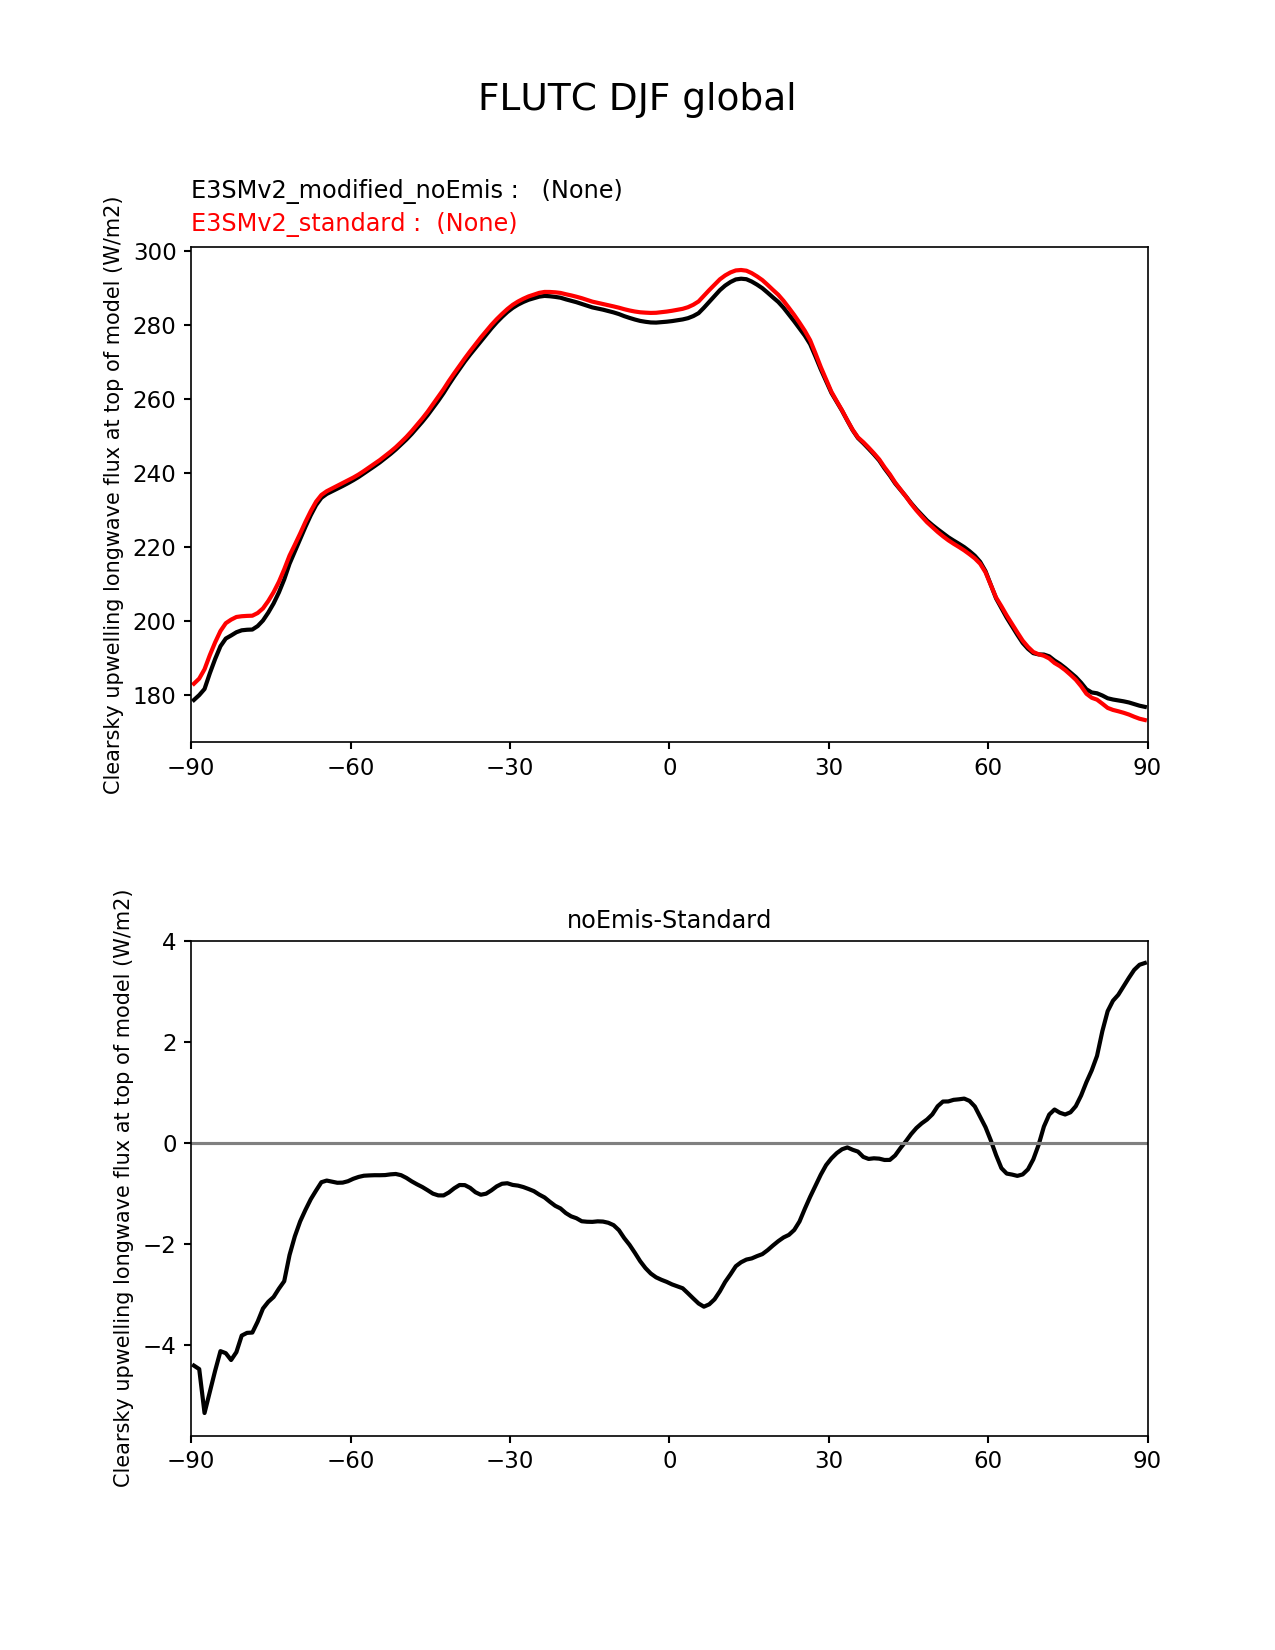 FLUTC DJF global
E3SMv2_modified_noEmis :   (None)
E3SMv2_standard :  (None)
Clearsky upwelling longwave flux at top of model (W/m2)
300
280
260
240
220
200
180
−90 −60 −30 0 30 60 90
noEmis-Standard
Clearsky upwelling longwave flux at top of model (W/m2)
4
2
0
−2
−4
−90 −60 −30 0 30 60 90